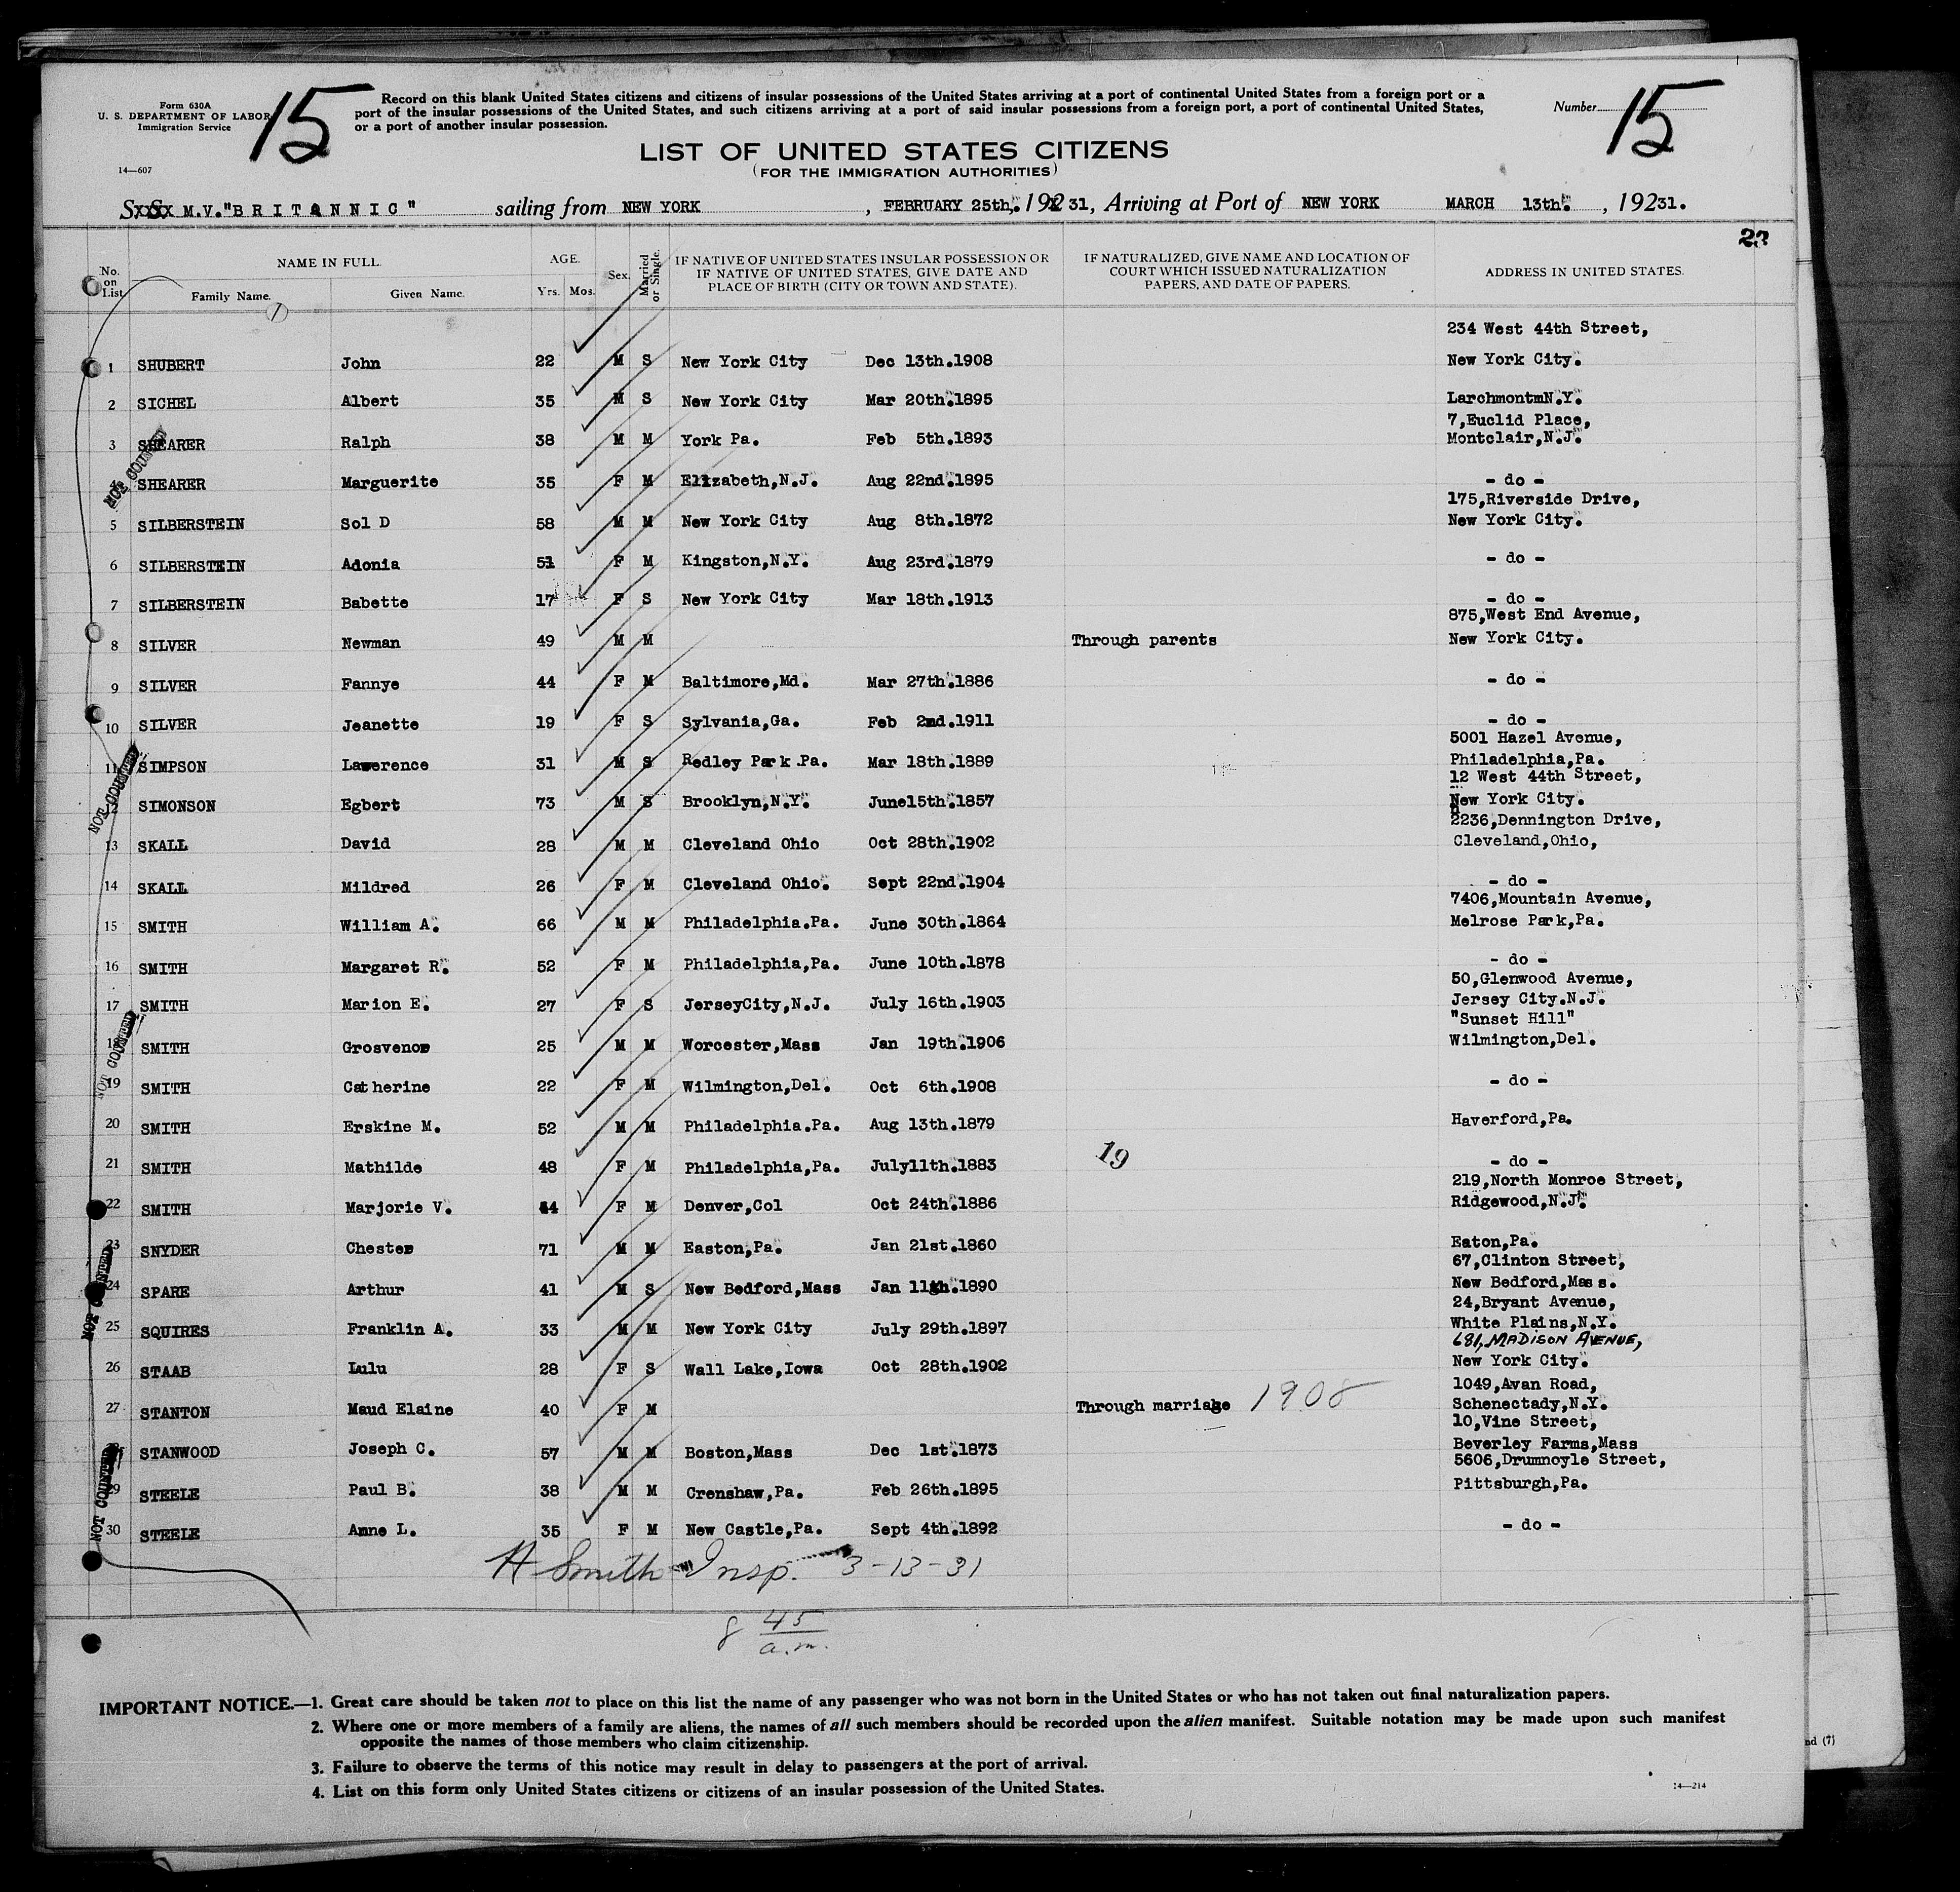 Form 630A
U. S. DEPARTMENT OF LABOR
Immigration Service
14—607
15
Record on this blank United States citizens and citizens of insular possessions of the United States arriving at a port of continental United States from a foreign port or a
port of the insular possessions of the United States, and such citizens arriving at a port of said insular possessions from a foreign port, a port of continental United States,
or a port of another insular possession.
Number 15
LIST OF UNITED STATES CITIZENS
(FOR THE IMMIGRATION AUTHORITIES)
S.S. M.V."BRITANNIC" sailing from NEW YORK, FEBRUARY 25th, 192 31, Arriving at Port of NEW YORK MARCH 13th., 19231.
No. on List
NAME IN FULL.
Family Name.
Given Name.
AGE.
Yrs. Mos.
Sex.
Married or Single.
IF NATIVE OF UNITED STATES INSULAR POSSESSION OR
IF NATIVE OF UNITED STATES, GIVE DATE AND
PLACE OF BIRTH (CITY OR TOWN AND STATE).
IF NATURALIZED, GIVE NAME AND LOCATION OF
COURT WHICH ISSUED NATURALIZATION
PAPERS, AND DATE OF PAPERS.
ADDRESS IN UNITED STATES.
234 West 44th Street,
1 SHUBERT John 22 M S New York City Dec 13th.1908 New York City.
2 SICHEL Albert 35 M S New York City Mar 20th.1895 LarchmontmN.Y.
7,Euclid Place,
3 SHEARER Ralph 38 M M York Pa. Feb 5th.1893 Montclair,N.J.
SHEARER Marguerite 35 F M Elizabeth,N.J. Aug 22nd.1895 - do -
175,Riverside Drive,
5 SILBERSTEIN Sol D 58 M M New York City Aug 8th.1872 New York City.
6 SILBERSTEIN Adonia 51 F M Kingston,N.Y. Aug 23rd.1879 - do -
7 SILBERSTEIN Babette 17 F S New York City Mar 18th.1913 - do -
875,West End Avenue,
8 SILVER Newman 49 M M Through parents New York City.
9 SILVER Fannye 44 F M Baltimore,Md. Mar 27th.1886 - do -
10 SILVER Jeanette 19 F S Sylvania,Ga. Feb 2nd.1911 - do -
5001 Hazel Avenue,
11 SIMPSON Lawerence 31 M S Redley Park.Pa. Mar 18th.1889 Philadelphia,Pa.
12 West 44th Street,
SIMONSON Egbert 73 M S Brooklyn,N.Y. June15th.1857 New York City.
2236,Dennington Drive,
13 SKALL David 28 M M Cleveland Ohio Oct 28th.1902 Cleveland,Ohio,
14 SKALL Mildred 26 F M Cleveland Ohio. Sept 22nd.1904 - do -
7406,Mountain Avenue,
15 SMITH William A. 66 M M Philadelphia.Pa. June 30th.1864 Melrose Park,Pa.
16 SMITH Margaret R. 52 F M Philadelphia,Pa. June 10th.1878 - do -
50,Glenwood Avenue,
17 SMITH Marion E. 27 F S JerseyCity,N.J. July 16th.1903 Jersey City.N.J.
"Sunset Hill"
18 SMITH Grosvenor 25 M M Worcester,Mass Jan 19th.1906 Wilmington,Del.
19 SMITH Catherine 22 F M Wilmington,Del. Oct 6th.1908 - do -
20 SMITH Erskine M. 52 M M Philadelphia.Pa. Aug 13th.1879 Haverford,Pa.
19
21 SMITH Mathilde 48 F M Philadelphia,Pa. July11th.1883 - do -
219,North Monroe Street,
22 SMITH Marjorie V. 44 F M Denver,Col Oct 24th.1886 Ridgewood,N.J.
23 SNYDER Chester 71 M M Easton,Pa. Jan 21st.1860 Eaton,Pa.
67,Clinton Street,
24 SPARE Arthur 41 M S New Bedford,Mass Jan 11th.1890 New Bedford,Mass.
24,Bryant Avenue,
25 SQUIRES Franklin A. 33 M M New York City July 29th.1897 White Plains,N.Y.
681, MADISON AVENUE,
26 STAAB Lulu 28 F S Wall Lake,Iowa Oct 28th.1902 New York City.
1049,Avan Road,
27 STANTON Maud Elaine 40 F M Through marriage 1908 Schenectady,N.Y.
10,Vine Street,
STANWOOD Joseph C. 57 M M Boston,Mass Dec 1st.1873 Beverley Farms,Mass
5606,Drumnoyle Street,
29 STEELE Paul B. 38 M M Crenshaw,Pa. Feb 26th.1895 Pittsburgh,Pa.
30 STEELE Anne L. 35 F M New Castle,Pa. Sept 4th.1892 - do -
NOT COUNTED
NOT COUNTED
NOT COUNTED
NOT COUNTED
NOT COUNTED
H Smith Insp. 3-13-31
8 45
a.m.
IMPORTANT NOTICE.—1. Great care should be taken not to place on this list the name of any passenger who was not born in the United States or who has not taken out final naturalization papers.
2. Where one or more members of a family are aliens, the names of all such members should be recorded upon the alien manifest. Suitable notation may be made upon such manifest
opposite the names of those members who claim citizenship.
3. Failure to observe the terms of this notice may result in delay to passengers at the port of arrival.
4. List on this form only United States citizens or citizens of an insular possession of the United States.
14—214
nd (7)